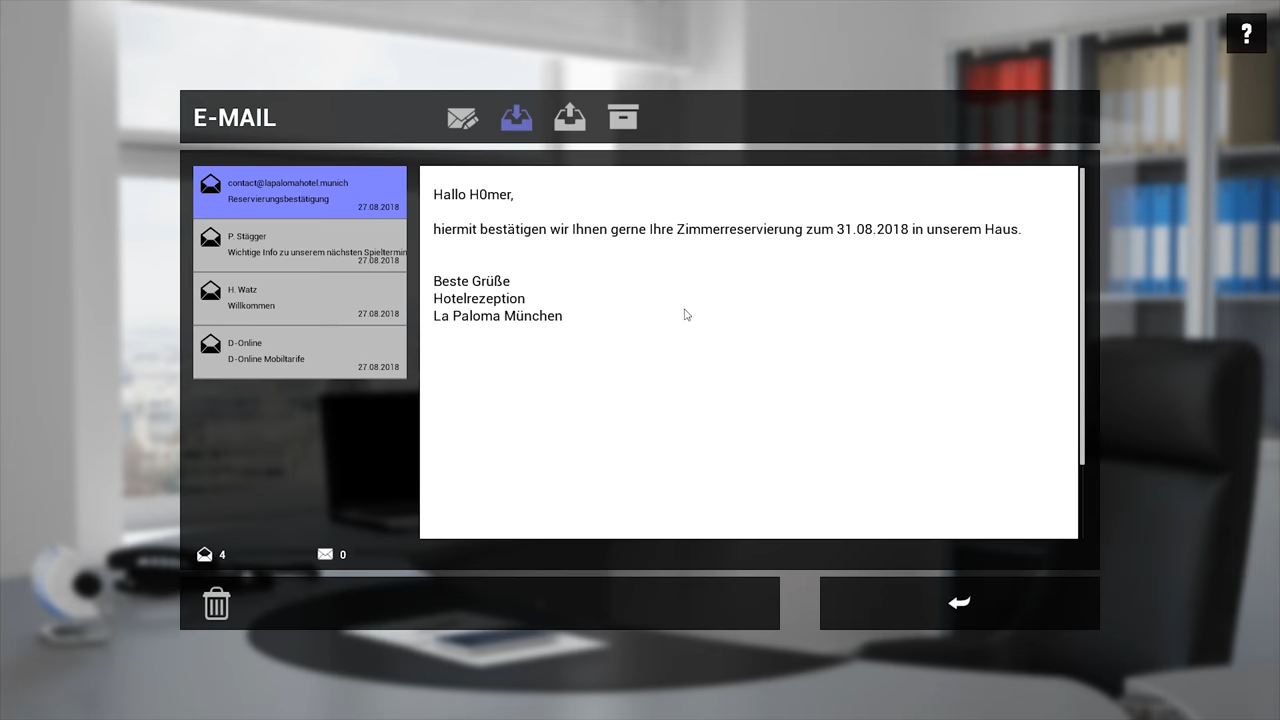 ?
E-MAIL
contact@lapalomahotel.munich
Reservierungsbestätigung
27.08.2018
P. Stägger
Wichtige Info zu unserem nächsten Spieltermin
27.08.2018
H. Watz
Willkommen
27.08.2018
D-Online
D-Online Mobiltarife
27.08.2018
4
0
Hallo H0mer,
hiermit bestätigen wir Ihnen gerne Ihre Zimmerreservierung zum 31.08.2018 in unserem Haus.
Beste Grüße
Hotelrezeption
La Paloma München